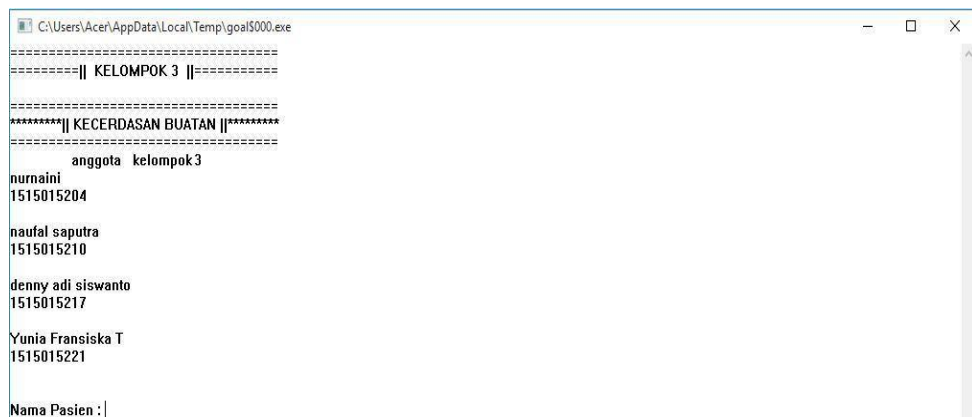 C:\Users\Acer\AppData\Local\Temp\goal$000.exe
===================================
=========|| KELOMPOK 3 ||===========
===================================
*********|| KECERDASAN BUATAN ||*********
===================================
anggota kelompok 3
nurnaini
1515015204
naufal saputra
1515015210
denny adi siswanto
1515015217
Yunia Fransiska T
1515015221
Nama Pasien :